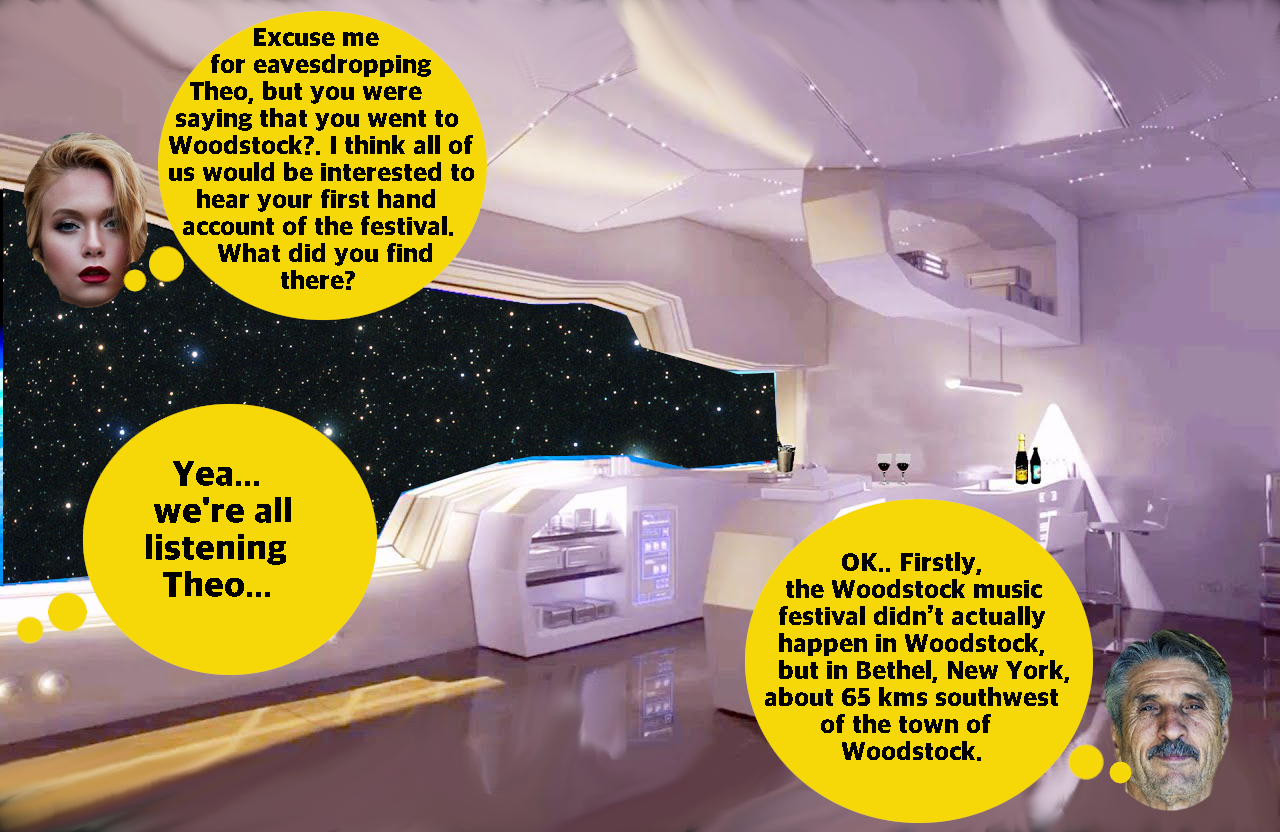 Excuse me
for eavesdropping
Theo, but you were
saying that you went to
Woodstock?. I think all of
us would be interested to
hear your first hand
account of the festival.
What did you find
there?
Yea...
we're all
listening
Theo...
OK.. Firstly,
the Woodstock music
festival didn’t actually
happen in Woodstock,
but in Bethel, New York,
about 65 kms southwest
of the town of
Woodstock.